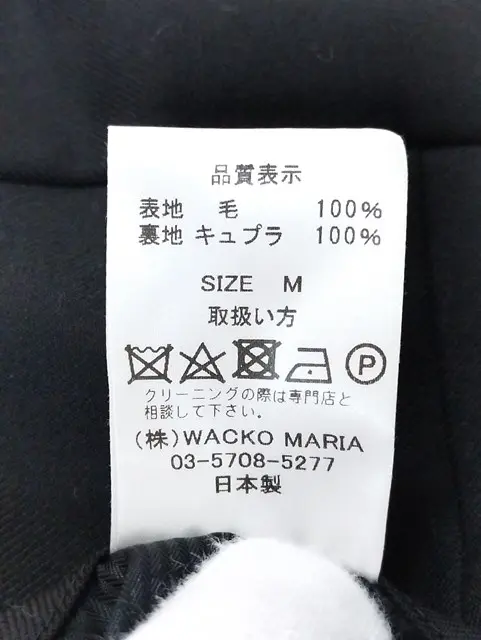 品質表示
表地 毛 100%
裏地 キュプラ 100%
SIZE M
取扱い方
P
クリーニングの際は専門店と
相談して下さい。
(株)WACKO MARIA
03-5708-5277
日本製